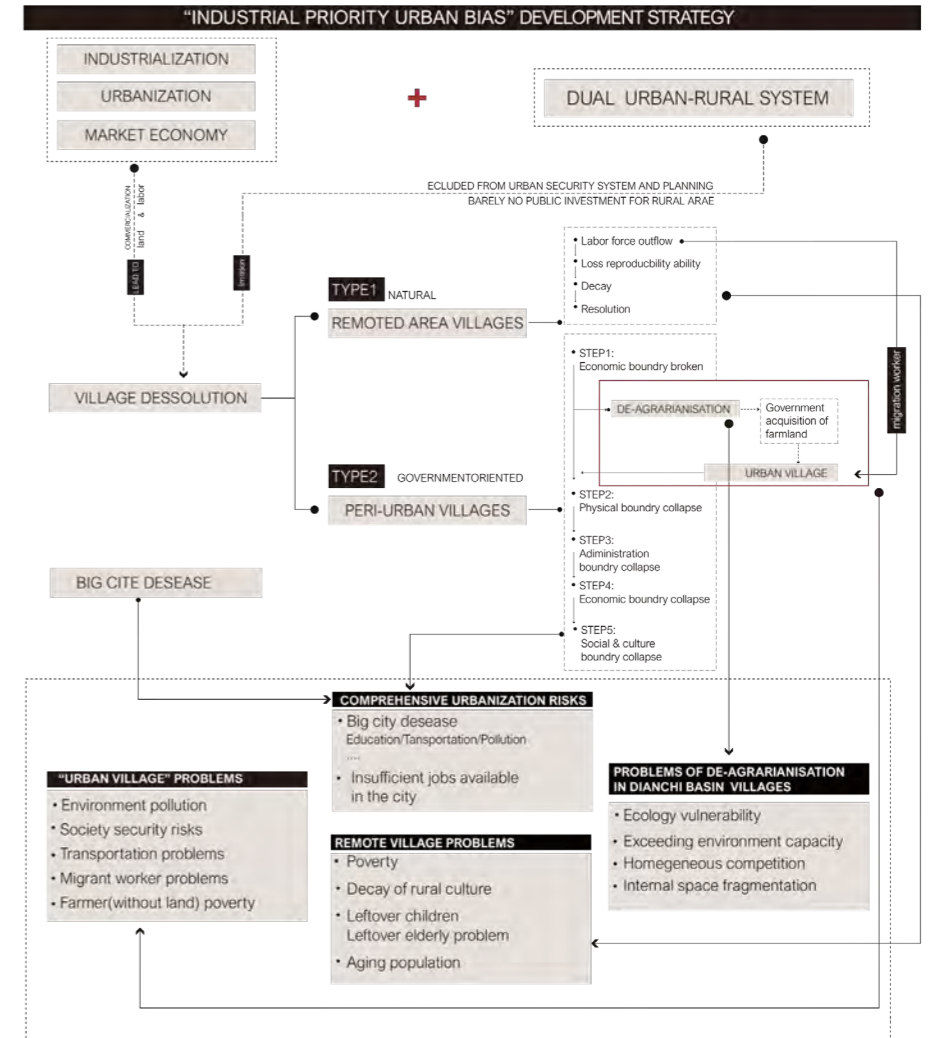 “INDUSTRIAL PRIORITY URBAN BIAS” DEVELOPMENT STRATEGY
INDUSTRIALIZATION
URBANIZATION
MARKET ECONOMY
+
DUAL URBAN-RURAL SYSTEM
COMMERCIALIZATION
land & labor
LEAD TO
ECLUDED FROM URBAN SECURITY SYSTEM AND PLANNING
BARELY NO PUBLIC INVESTMENT FOR RURAL ARAE
TYPE1 NATURAL
REMOTED AREA VILLAGES
• Labor force outflow
• Loss reproducbility ability
• Decay
• Resolution
migration worker
VILLAGE DESSOLUTION
TYPE2 GOVERNMENTORIENTED
PERI-URBAN VILLAGES
• STEP1:
Economic boundry broken
DE-AGRARIANISATION
Government
acquisition of
farmland
URBAN VILLAGE
• STEP2:
Physical boundry collapse
• STEP3:
Adiministration
boundry collapse
• STEP4:
Economic boundry collapse
• STEP5:
Social & culture
boundry collapse
BIG CITE DESEASE
COMPREHENSIVE URBANIZATION RISKS
• Big city desease
Education/Tansportation/Pollution
....
• Insufficient jobs available
in the city
“URBAN VILLAGE” PROBLEMS
• Environment pollution
• Society security risks
• Transportation problems
• Migrant worker problems
• Farmer(without land) poverty
REMOTE VILLAGE PROBLEMS
• Poverty
• Decay of rural culture
• Leftover children
Leftover elderly problem
• Aging population
PROBLEMS OF DE-AGRARIANISATION
IN DIANCHI BASIN VILLAGES
• Ecology vulnerability
• Exceeding environment capacity
• Homegeneous competition
• Internal space fragmentation